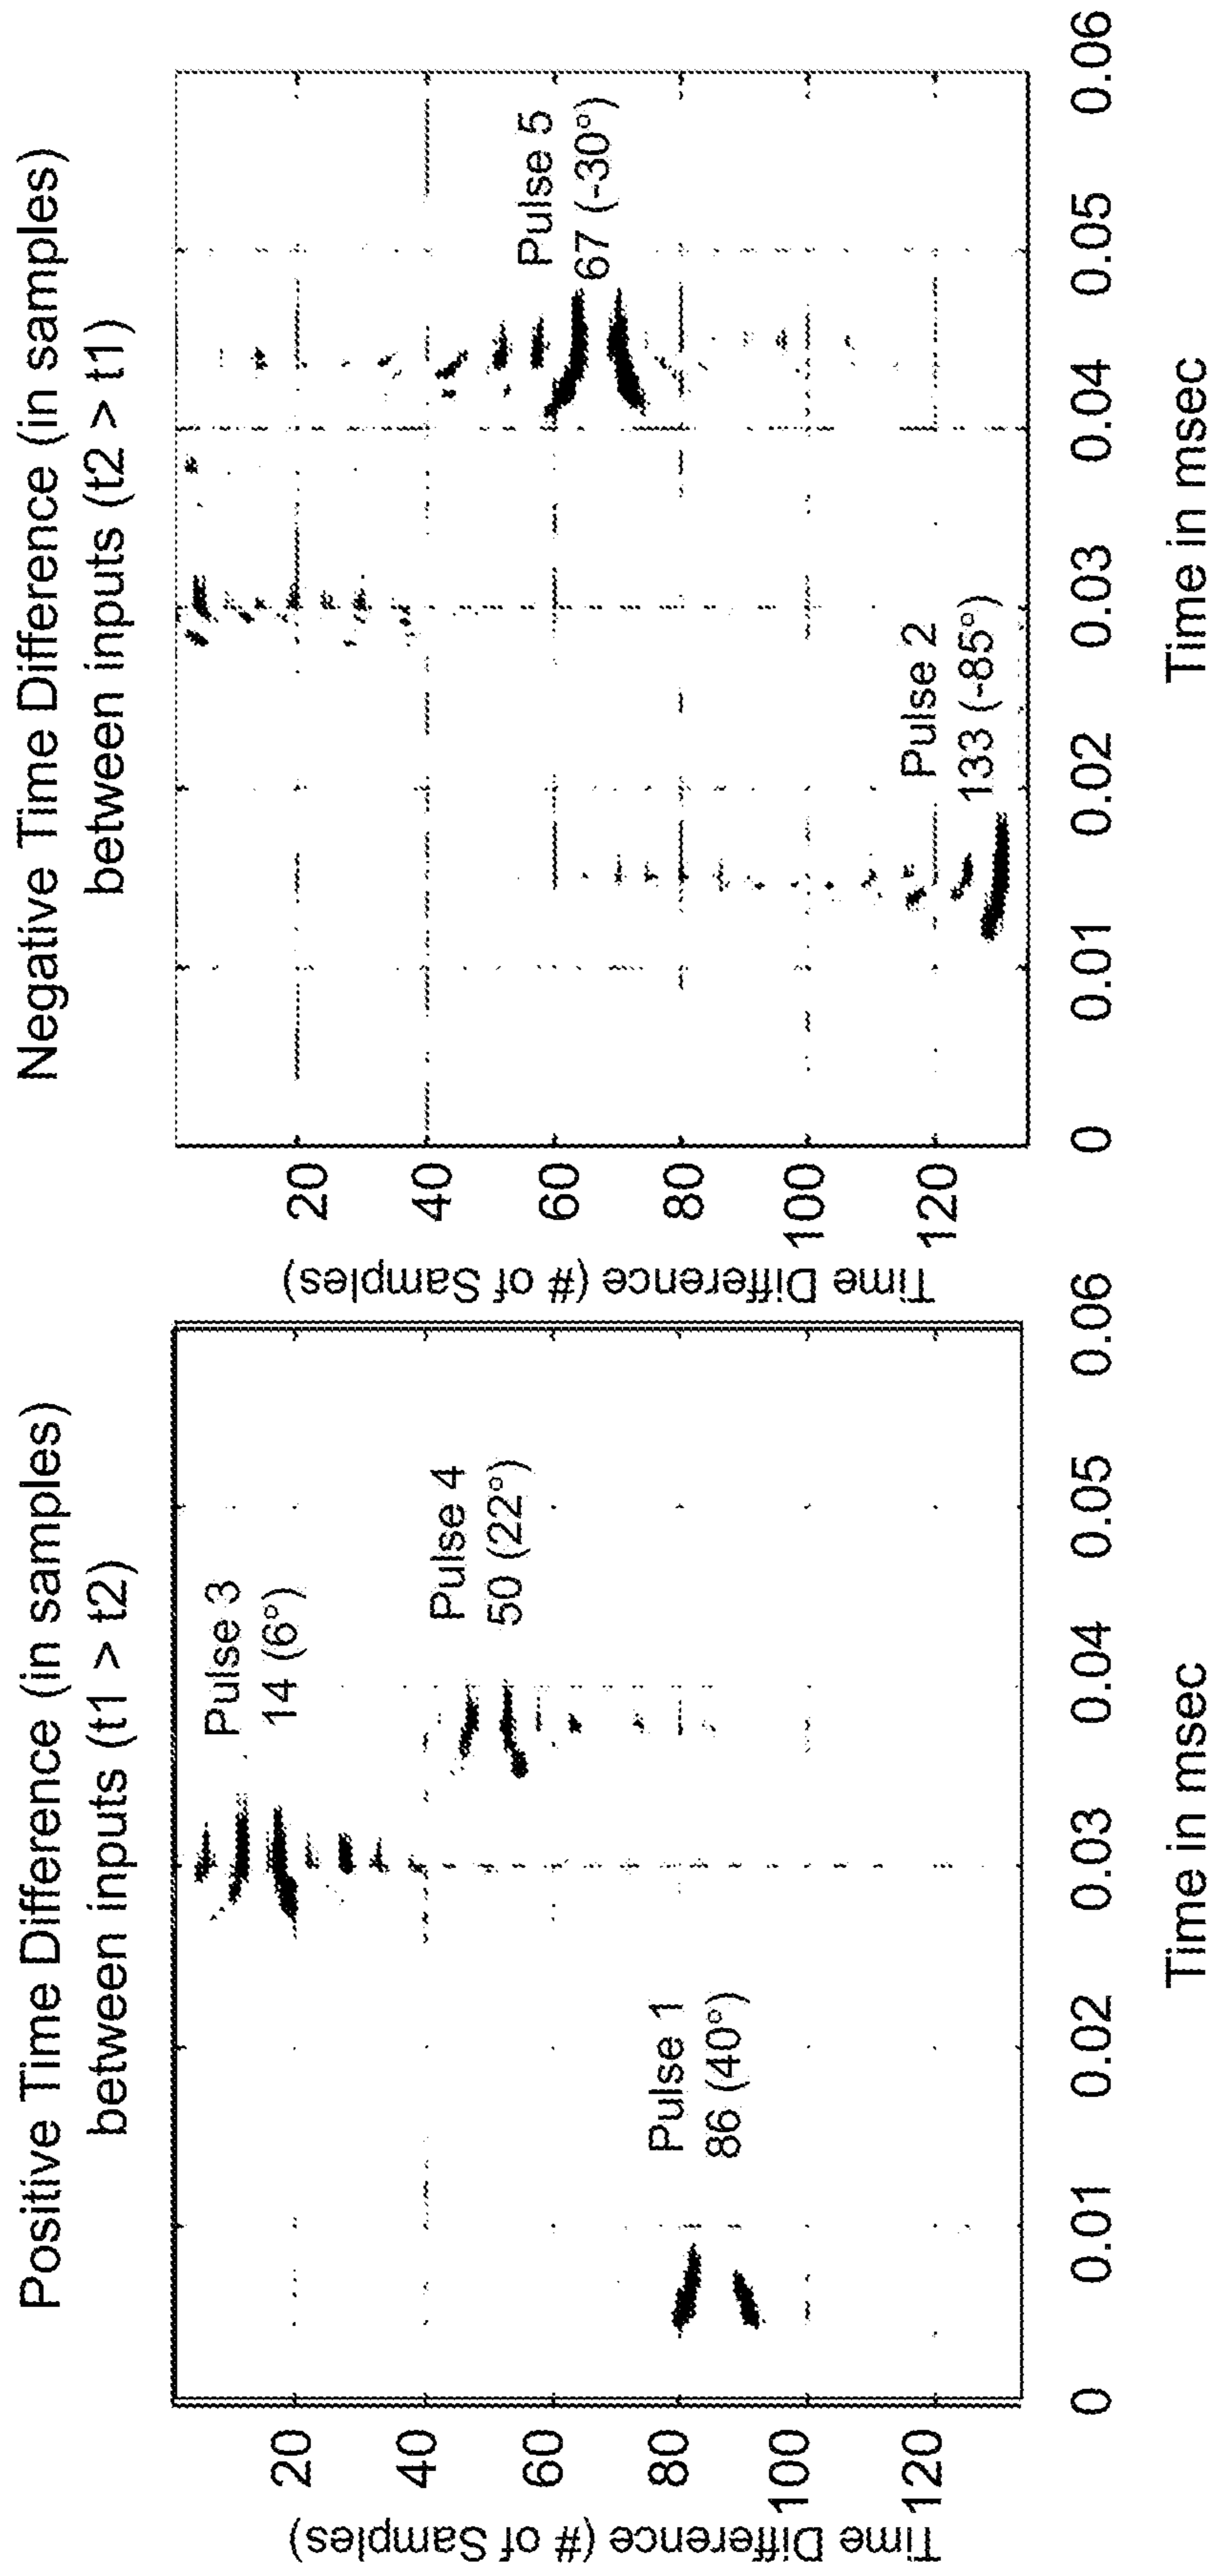 Positive Time Difference (in samples)
between inputs (t1 > t2)
Time Difference (# of Samples)
20
40
60
80
100
120
Pulse 3
14 (6°)
Pulse 4
50 (22°)
Pulse 1
86 (40°)
0 0.01 0.02 0.03 0.04 0.05 0.06
Time in msec
Negative Time Difference (in samples)
between inputs (t2 > t1)
Time Difference (# of Samples)
20
40
60
80
100
120
Pulse 5
67 (-30°)
Pulse 2
133 (-85°)
0 0.01 0.02 0.03 0.04 0.05 0.06
Time in msec